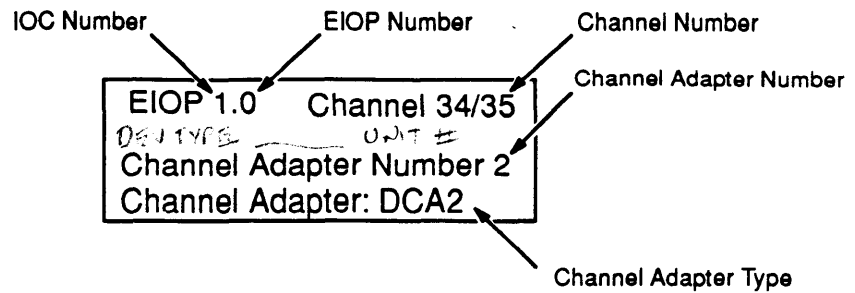 IOC Number EIOP Number Channel Number
Channel Adapter Number
EIOP 1.0 Channel 34/35
DEV TYPE ____ UNIT #
Channel Adapter Number 2
Channel Adapter: DCA2
Channel Adapter Type